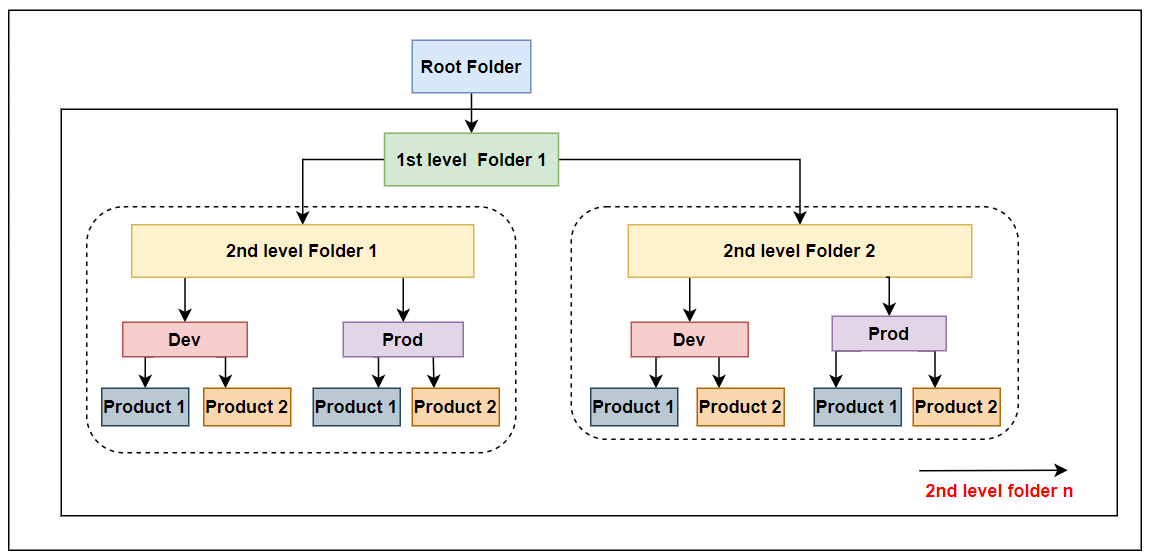 Root Folder
1st level  Folder 1
2nd level Folder 1
2nd level Folder 2
Dev
Prod
Dev
Prod
Product 1
Product 2
Product 1
Product 2
Product 1
Product 2
Product 1
Product 2
2nd level folder n